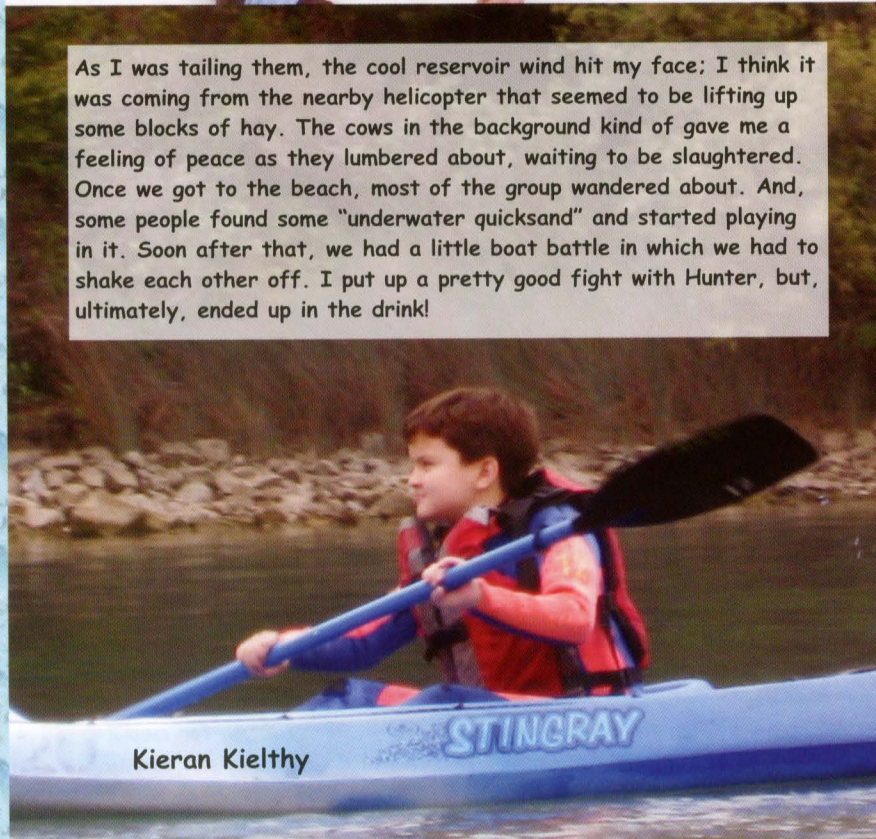 As I was tailing them, the cool reservoir wind hit my face; I think it
was coming from the nearby helicopter that seemed to be lifting up
some blocks of hay. The cows in the background kind of gave me a
feeling of peace as they lumbered about, waiting to be slaughtered.
Once we got to the beach, most of the group wandered about. And,
some people found some “underwater quicksand” and started playing
in it. Soon after that, we had a little boat battle in which we had to
shake each other off. I put up a pretty good fight with Hunter, but,
ultimately, ended up in the drink!
STINGRAY
Kieran Kielthy